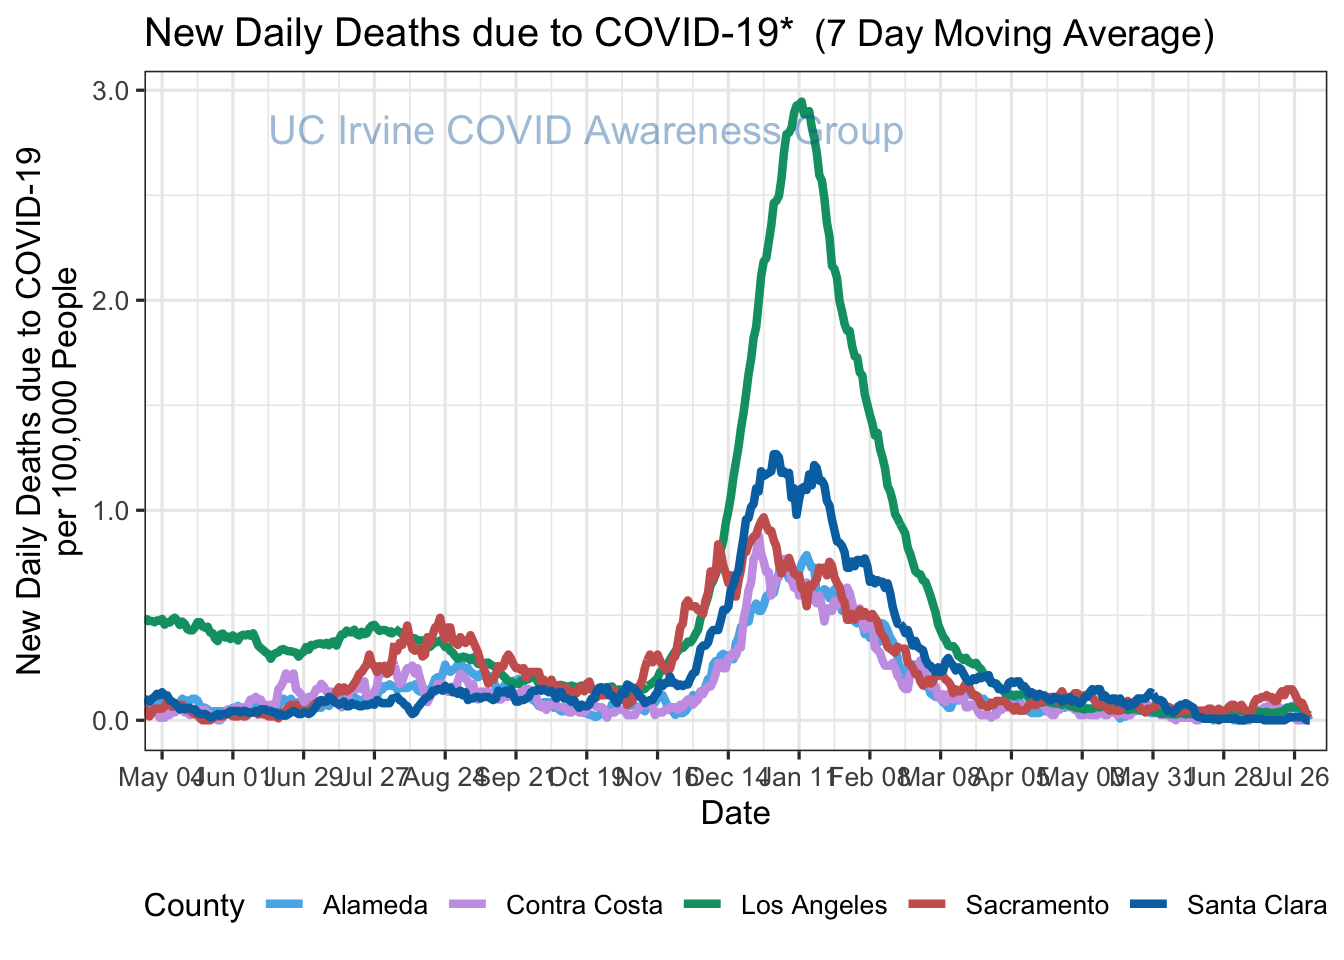 New Daily Deaths due to COVID-19* (7 Day Moving Average)
UC Irvine COVID Awareness Group
New Daily Deaths due to COVID-19
per 100,000 People
3.0
2.0
1.0
0.0
May 04 Jun 01 Jun 29 Jul 27 Aug 24 Sep 21 Oct 19 Nov 16 Dec 14 Jan 11 Feb 08 Mar 08 Apr 05 May 03 May 31 Jun 28 Jul 26
Date
County Alameda Contra Costa Los Angeles Sacramento Santa Clara